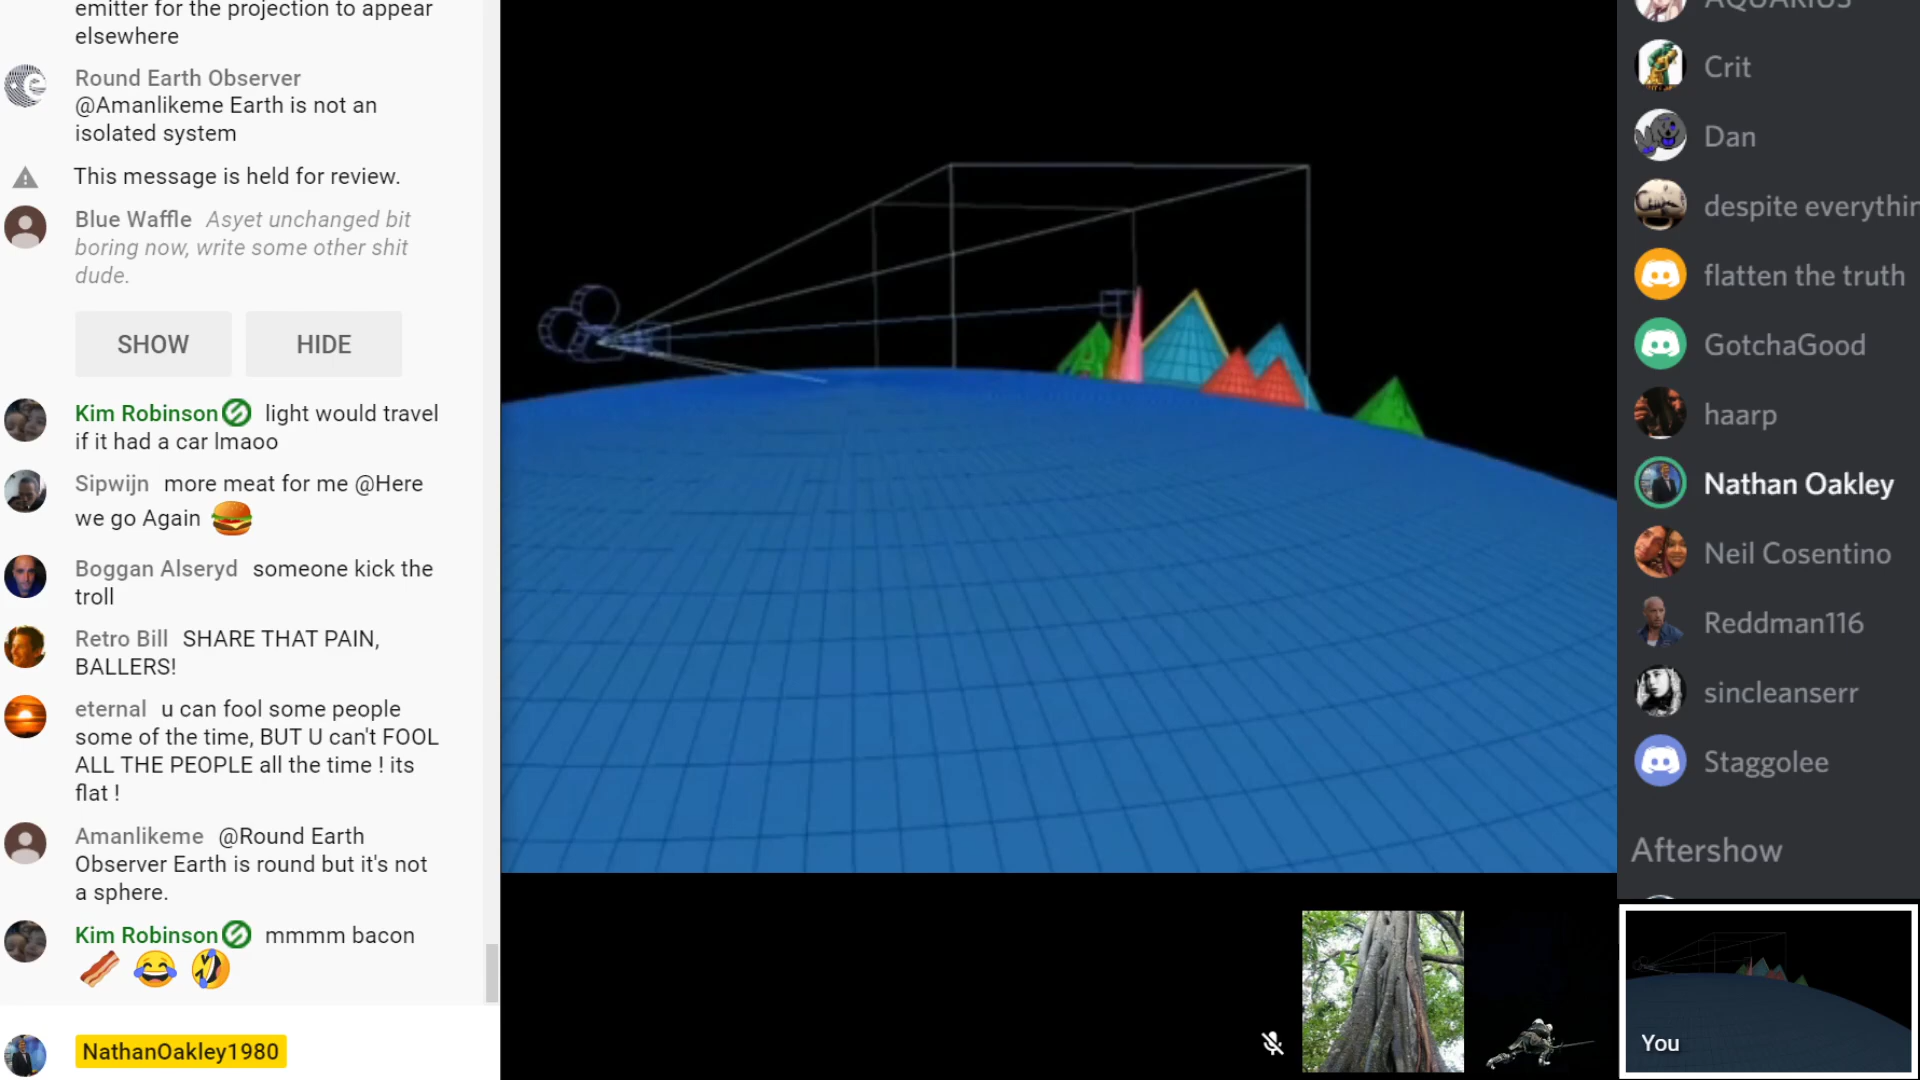 emitter for the projection to appear
elsewhere
Round Earth Observer
@Amanlikeme Earth is not an
isolated system
This message is held for review.
Blue Waffle Asyet unchanged bit
boring now, write some other shit
dude.
SHOW HIDE
Kim Robinson light would travel
if it had a car lmaoo
Sipwijn more meat for me @Here
we go Again
Boggan Alseryd someone kick the
troll
Retro Bill SHARE THAT PAIN,
BALLERS!
eternal u can fool some people
some of the time, BUT U can't FOOL
ALL THE PEOPLE all the time ! its
flat !
Amanlikeme @Round Earth
Observer Earth is round but it's not
a sphere.
Kim Robinson mmmm bacon
NathanOakley1980
AQUARIUS
Crit
Dan
despite everythin
flatten the truth
GotchaGood
haarp
Nathan Oakley
Neil Cosentino
Reddman116
sincleanserr
Staggolee
Aftershow
You